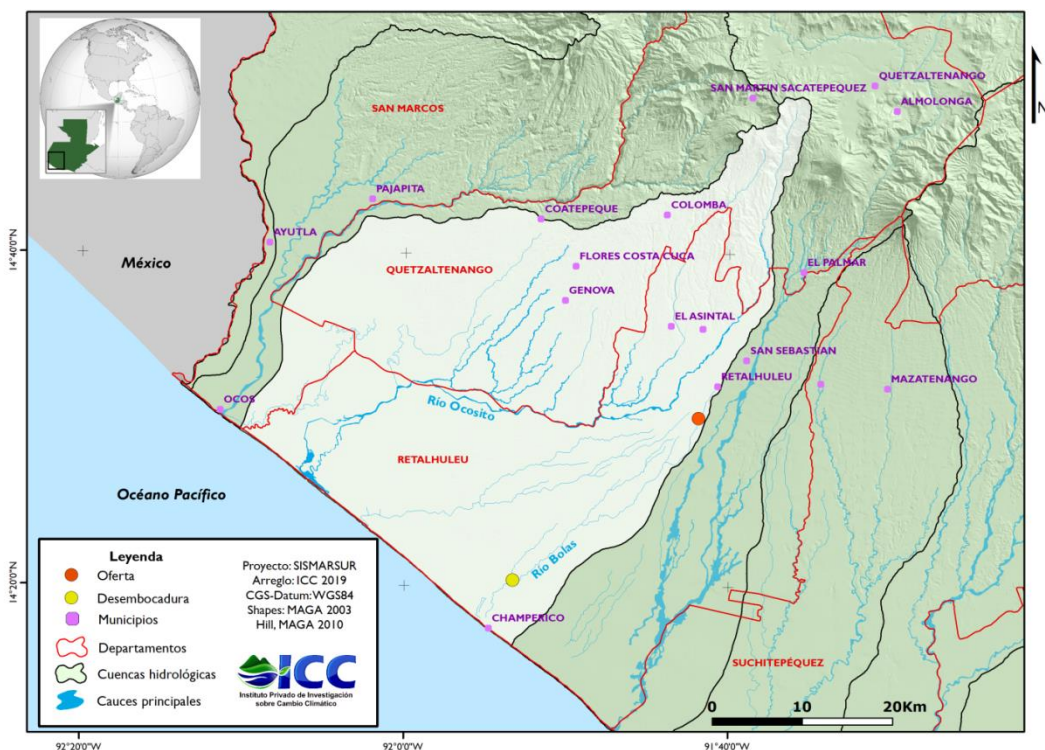 N
SAN MARCOS
SAN MARTIN SACATEPEQUEZ
QUETZALTENANGO
ALMOLONGA
PAJAPITA
COATEPEQUE
COLOMBA
AYUTLA
México
QUETZALTENANGO
FLORES COSTA CUCA
EL PALMAR
GENOVA
EL ASINTAL
SAN SEBASTIAN
RETALHULEU
MAZATENANGO
OCOS
Río Ocosito
RETALHULEU
Océano Pacífico
Río Bolas
CHAMPERICO
SUCHITEPÉQUEZ
14°40'0"N
14°20'0"N
92°20'0"W
92°0'0"W
91°40'0"W
Leyenda
Oferta
Desembocadura
Municipios
Departamentos
Cuencas hidrológicas
Cauces principales
Proyecto: SISMARSUR
Arreglo: ICC 2019
CGS-Datum:WGS84
Shapes: MAGA 2003
Hill, MAGA 2010
ICC
Instituto Privado de Investigación
sobre Cambio Climático
0 10 20Km